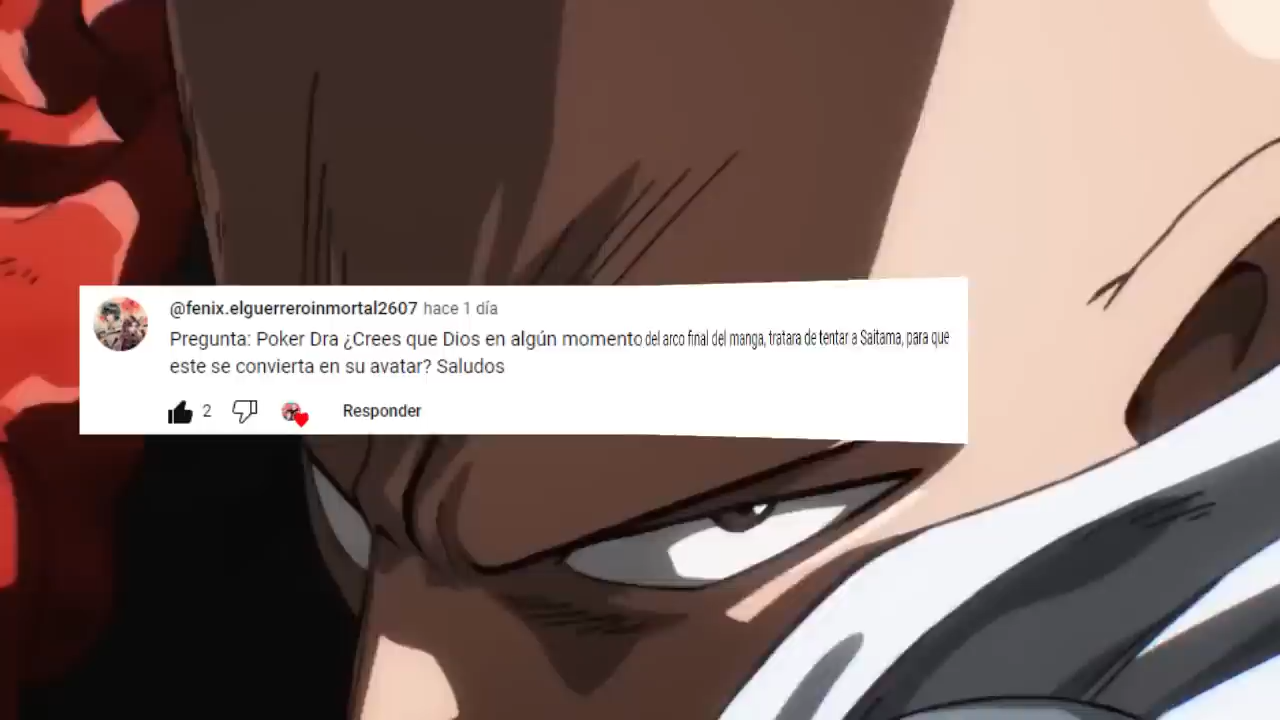 @fenix.elguerreroinmortal2607 hace 1 día
Pregunta: Poker Dra ¿Crees que Dios en algún momento del arco final del manga, tratara de tentar a Saitama, para que
este se convierta en su avatar? Saludos
2 Responder